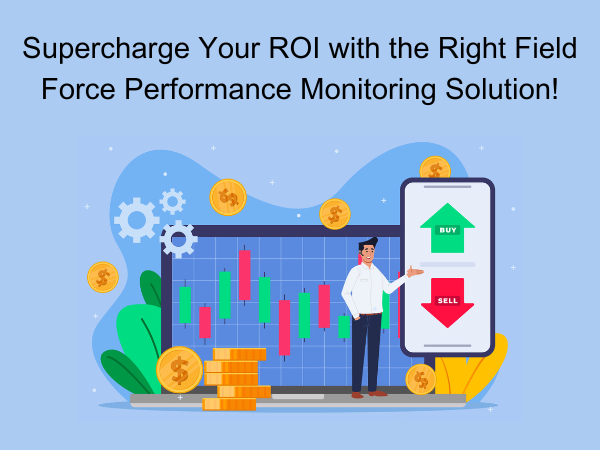 Supercharge Your ROI with the Right Field
Force Performance Monitoring Solution!
BUY
SELL